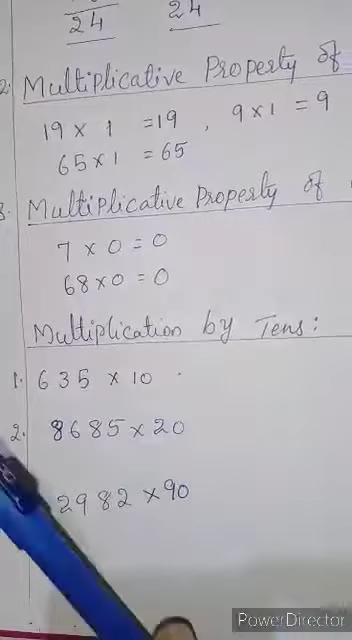 24 24
2. Multiplicative Property of
19 × 1 = 19 , 9 × 1 = 9
65 × 1 = 65
3. Multiplicative Property of
7 × 0 = 0
68 × 0 = 0
Multiplication by Tens:
1. 635 × 10
2. 8685 × 20
2982 × 90
PowerDirector